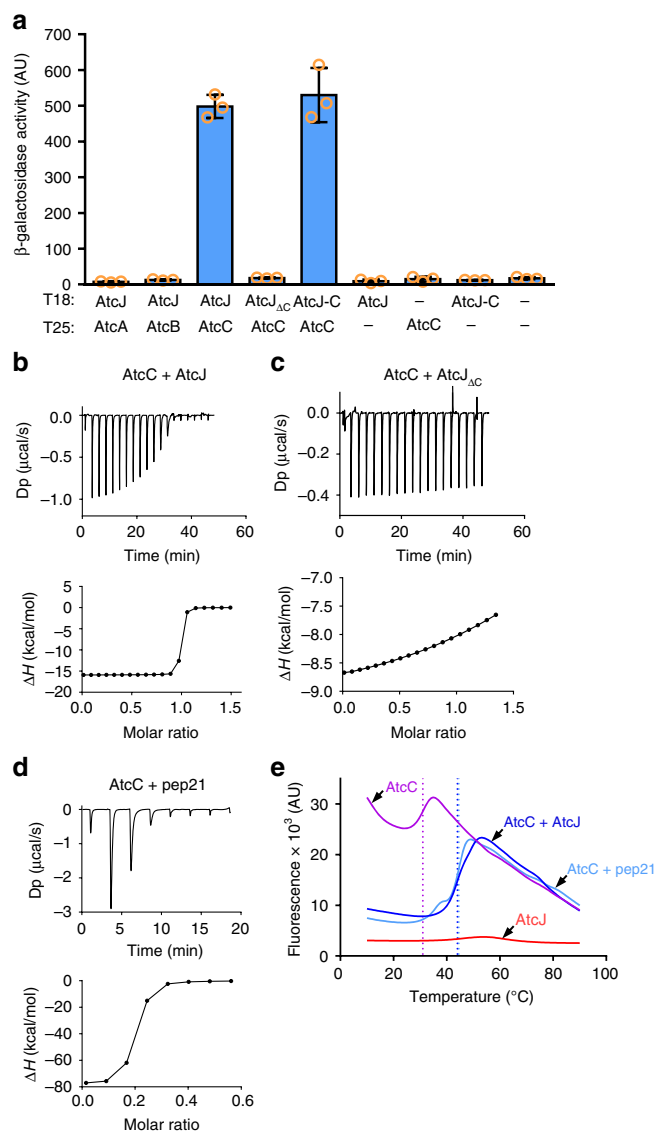 a
β-galactosidase activity (AU)
800
700
600
500
400
300
200
100
0
T18: AtcJ AtcJ AtcJ AtcJΔC AtcJ-C AtcJ – AtcJ-C –
T25: AtcA AtcB AtcC AtcC AtcC – AtcC – –
b
AtcC + AtcJ
Dp (μcal/s)
0.0
–0.5
–1.0
0 20 40 60
Time (min)
ΔH (kcal/mol)
5
0
–5
–10
–15
–20
0.0 0.5 1.0 1.5
Molar ratio
c
AtcC + AtcJΔC
Dp (μcal/s)
0.0
–0.2
–0.4
0 20 40 60
Time (min)
ΔH (kcal/mol)
–7.0
–7.5
–8.0
–8.5
–9.0
0.0 0.5 1.0 1.5
Molar ratio
d
AtcC + pep21
Dp (μcal/s)
0
–1
–2
–3
0 5 10 15 20
Time (min)
ΔH (kcal/mol)
0
–20
–40
–60
–80
0.0 0.2 0.4 0.6
Molar ratio
e
Fluorescence × 10³ (AU)
30
20
10
0
0 20 40 60 80 100
Temperature (°C)
AtcC
AtcC + AtcJ
AtcC + pep21
AtcJ